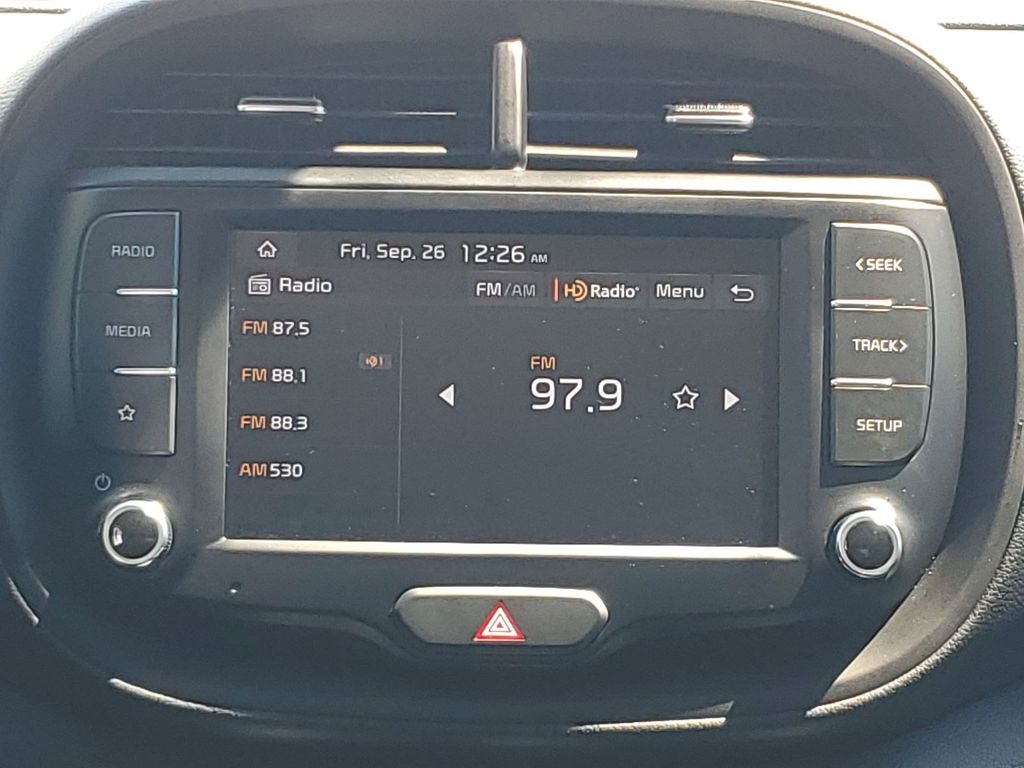 RADIO
MEDIA
Fri, Sep. 26 12:26 AM
Radio
FM/AM
HD Radio
Menu
FM 87.5
FM 88.1
FM 88.3
AM 530
FM
97.9
<SEEK
TRACK>
SETUP